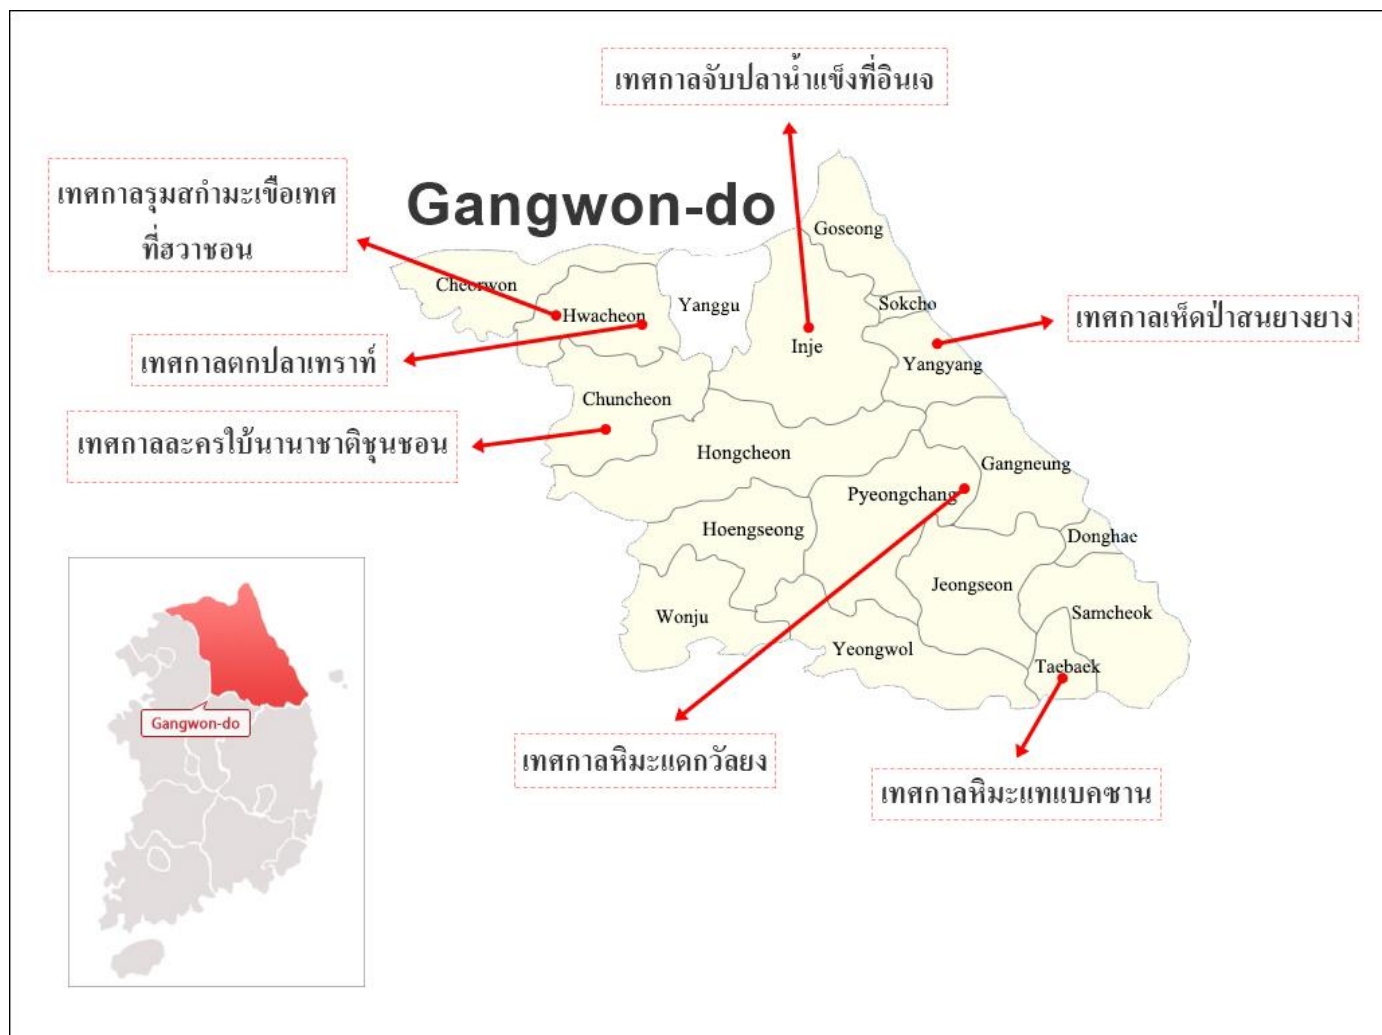 เทศกาลจับปลาน้ำแข็งที่อินเจ
เทศกาลรุมสกำมะเขือเทศ
ที่ฮวาชอน
Gangwon-do
Goseong
Cheorwon
Hwacheon
Yanggu
Sokcho
Inje
Yangyang
เทศกาลเห็ดป่าสนยางยาง
เทศกาลตกปลาเทราท์
Chuncheon
เทศกาลละครใบ้นานาชาติชุนชอน
Hongcheon
Gangneung
Pyeongchang
Hoengseong
Donghae
Jeongseon
Wonju
Samcheok
Yeongwol
Taebaek
Gangwon-do
เทศกาลหิมะแดกวัลยง
เทศกาลหิมะแทแบคซาน